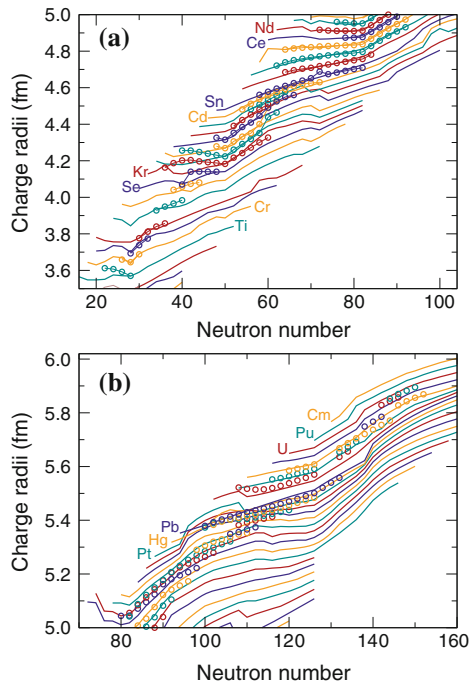 5.0
(a)
Nd
Ce
4.8
4.6
Sn
Cd
4.4
4.2
Kr
Se
4.0
Cr
3.8
Ti
3.6
Charge radii (fm)
20 40 60 80 100
Neutron number
6.0
(b)
Cm
5.8
Pu
U
5.6
Pb
5.4
Hg
Pt
5.2
5.0
Charge radii (fm)
80 100 120 140 160
Neutron number